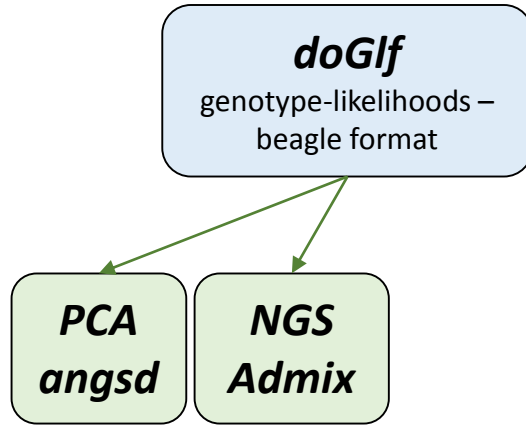 doGlf
genotype-likelihoods –
beagle format
PCA
angsd
NGS
Admix